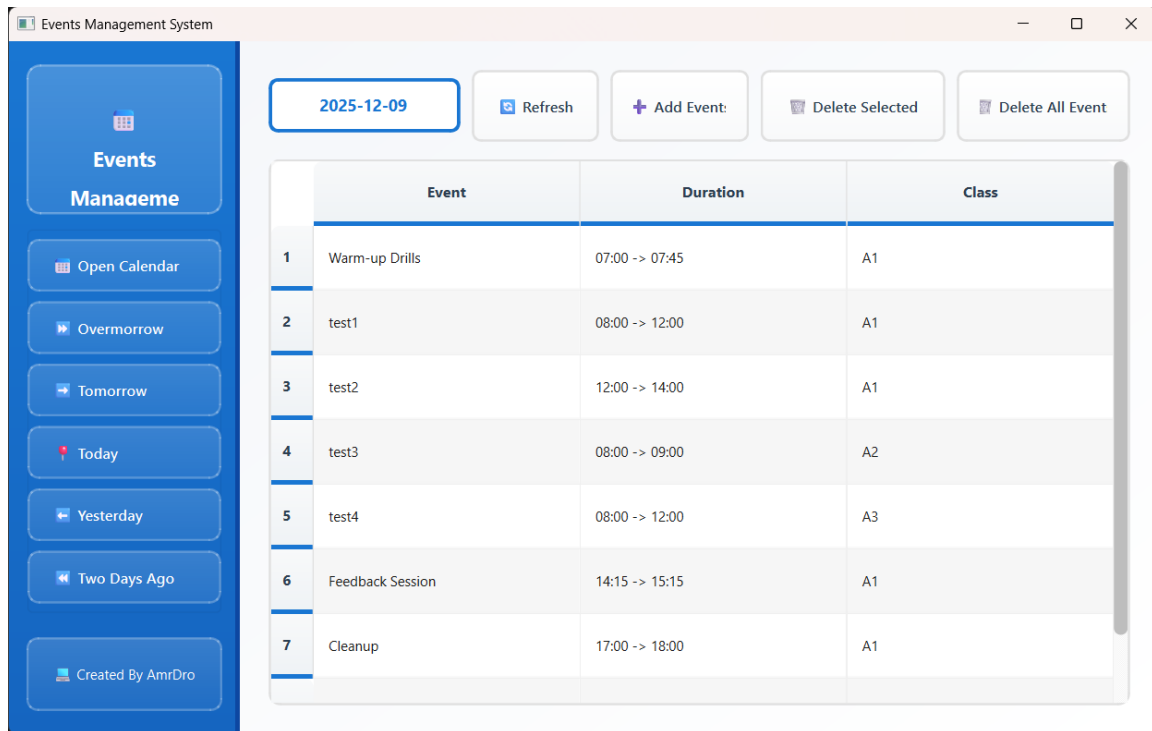 Events Management System
Events
Manageme
Open Calendar
Overmorrow
Tomorrow
Today
Yesterday
Two Days Ago
Created By AmrDro
2025-12-09
Refresh
Add Event
Delete Selected
Delete All Event
Event Duration Class
1 Warm-up Drills 07:00 -> 07:45 A1
2 test1 08:00 -> 12:00 A1
3 test2 12:00 -> 14:00 A1
4 test3 08:00 -> 09:00 A2
5 test4 08:00 -> 12:00 A3
6 Feedback Session 14:15 -> 15:15 A1
7 Cleanup 17:00 -> 18:00 A1